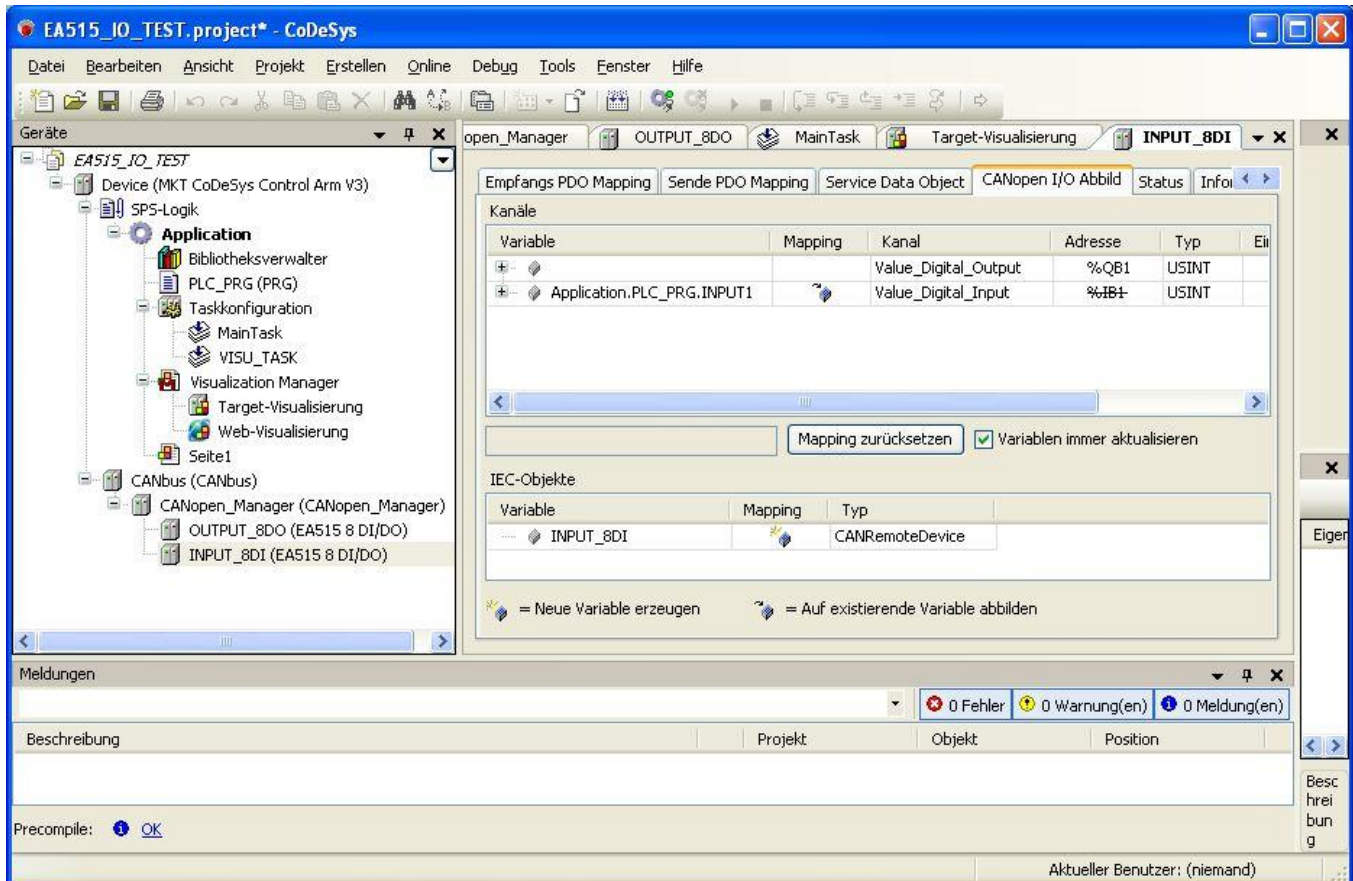 EA515_IO_TEST.project* - CoDeSys
Datei Bearbeiten Ansicht Projekt Erstellen Online Debug Tools Fenster Hilfe
Geräte
EA515_IO_TEST
Device (MKT CoDeSys Control Arm V3)
SPS-Logik
Application
Bibliotheksverwalter
PLC_PRG (PRG)
Taskkonfiguration
MainTask
VISU_TASK
Visualization Manager
Target-Visualisierung
Web-Visualisierung
Seite1
CANbus (CANbus)
CANopen_Manager (CANopen_Manager)
OUTPUT_8DO (EA515 8 DI/DO)
INPUT_8DI (EA515 8 DI/DO)
open_Manager OUTPUT_8DO MainTask Target-Visualisierung INPUT_8DI
Empfangs PDO Mapping Sende PDO Mapping Service Data Object CANopen I/O Abbild Status Infor
Kanäle
Variable Mapping Kanal Adresse Typ Ein
Value_Digital_Output %QB1 USINT
Application.PLC_PRG.INPUT1 Value_Digital_Input %IB1 USINT
Mapping zurücksetzen Variablen immer aktualisieren
IEC-Objekte
Variable Mapping Typ
INPUT_8DI CANRemoteDevice
= Neue Variable erzeugen = Auf existierende Variable abbilden
Eiger
Meldungen
0 Fehler 0 Warnung(en) 0 Meldung(en)
Beschreibung Projekt Objekt Position
Precompile: OK
Besc
hrei
bun
g
Aktueller Benutzer: (niemand)